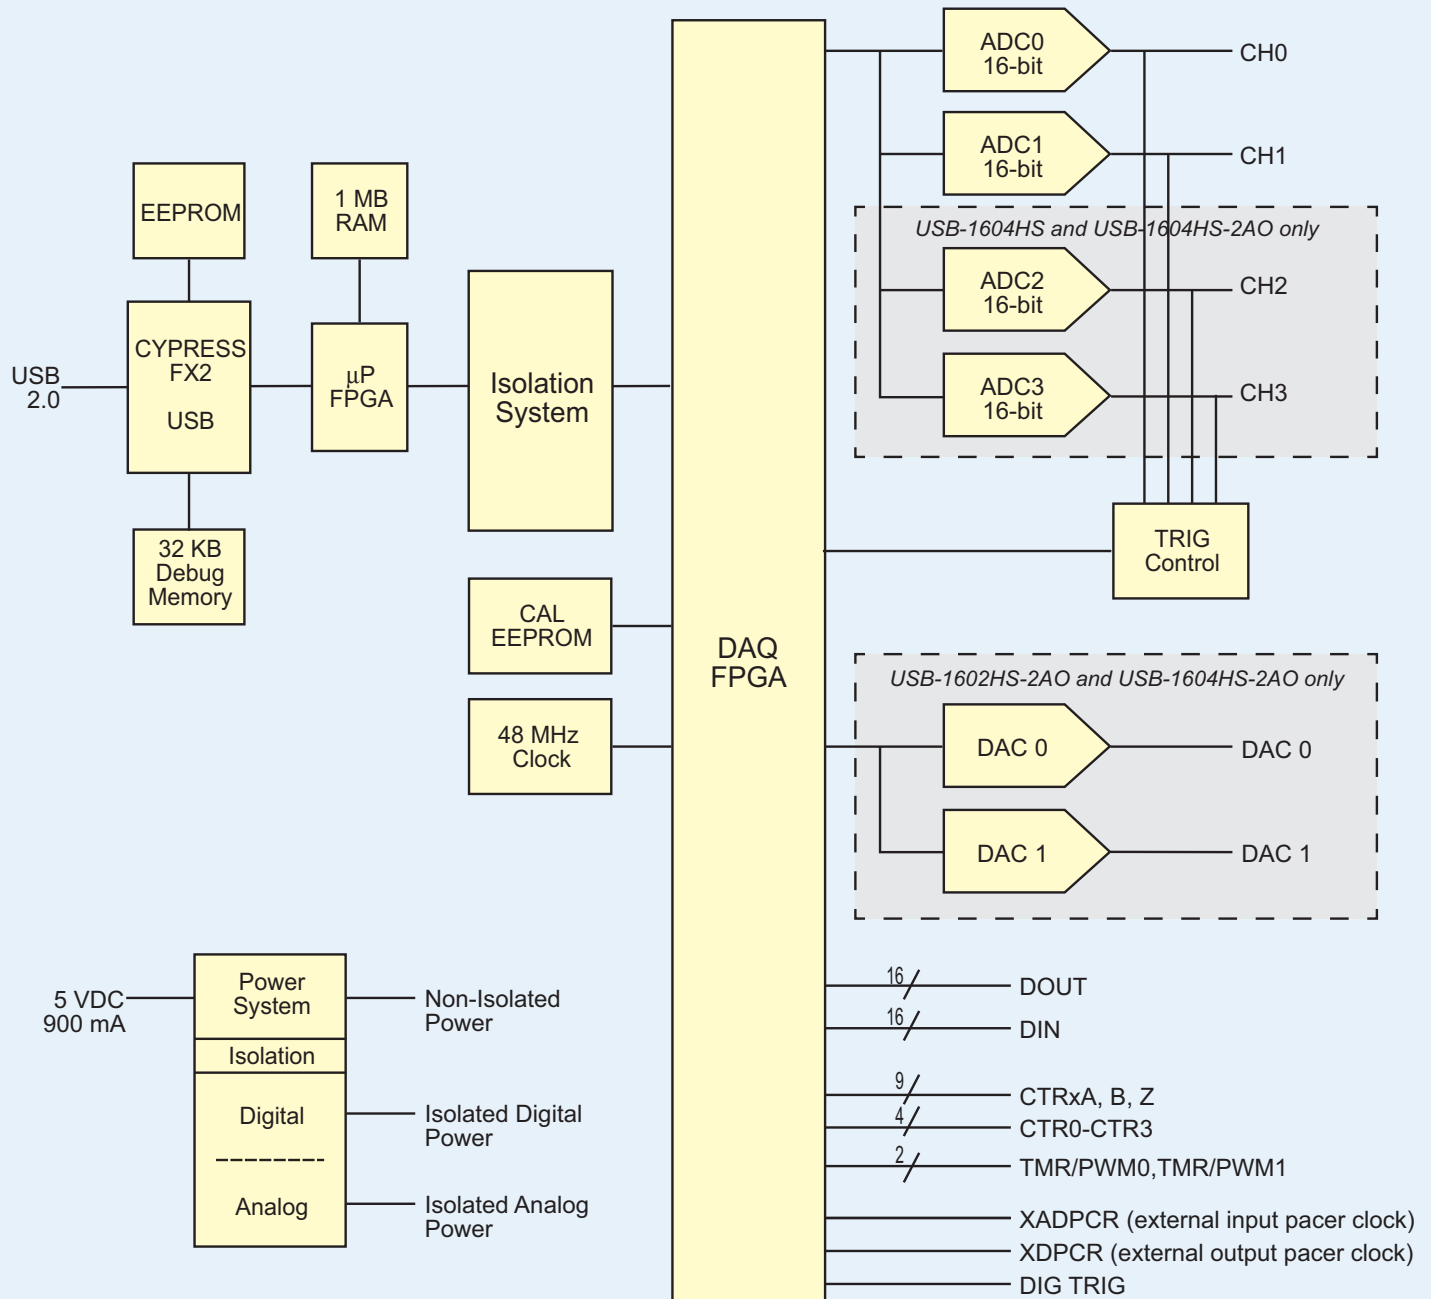 ADC0
16-bit
CH0
ADC1
16-bit
CH1
USB-1604HS and USB-1604HS-2AO only
ADC2
16-bit
CH2
ADC3
16-bit
CH3
TRIG
Control
EEPROM
1 MB
RAM
CYPRESS
FX2
USB
USB
2.0
µP
FPGA
Isolation
System
32 KB
Debug
Memory
CAL
EEPROM
48 MHz
Clock
DAQ
FPGA
USB-1602HS-2AO and USB-1604HS-2AO only
DAC 0
DAC 0
DAC 1
DAC 1
5 VDC
900 mA
Power
System
Non-Isolated
Power
Isolation
Digital
Isolated Digital
Power
Analog
Isolated Analog
Power
16
DOUT
16
DIN
9
CTRxA, B, Z
4
CTR0-CTR3
2
TMR/PWM0,TMR/PWM1
XADPCR (external input pacer clock)
XDPCR (external output pacer clock)
DIG TRIG